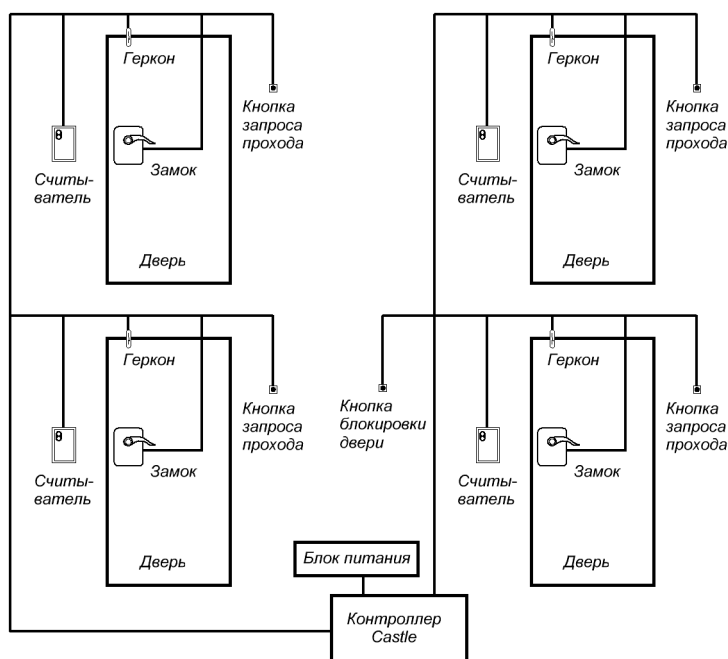 Геркон
Кнопка
запроса
прохода
Считы-
ватель
Замок
Дверь
Геркон
Кнопка
запроса
прохода
Считы-
ватель
Замок
Дверь
Геркон
Кнопка
запроса
прохода
Считы-
ватель
Замок
Дверь
Кнопка
блокировки
двери
Геркон
Кнопка
запроса
прохода
Считы-
ватель
Замок
Дверь
Блок питания
Контроллер
Castle